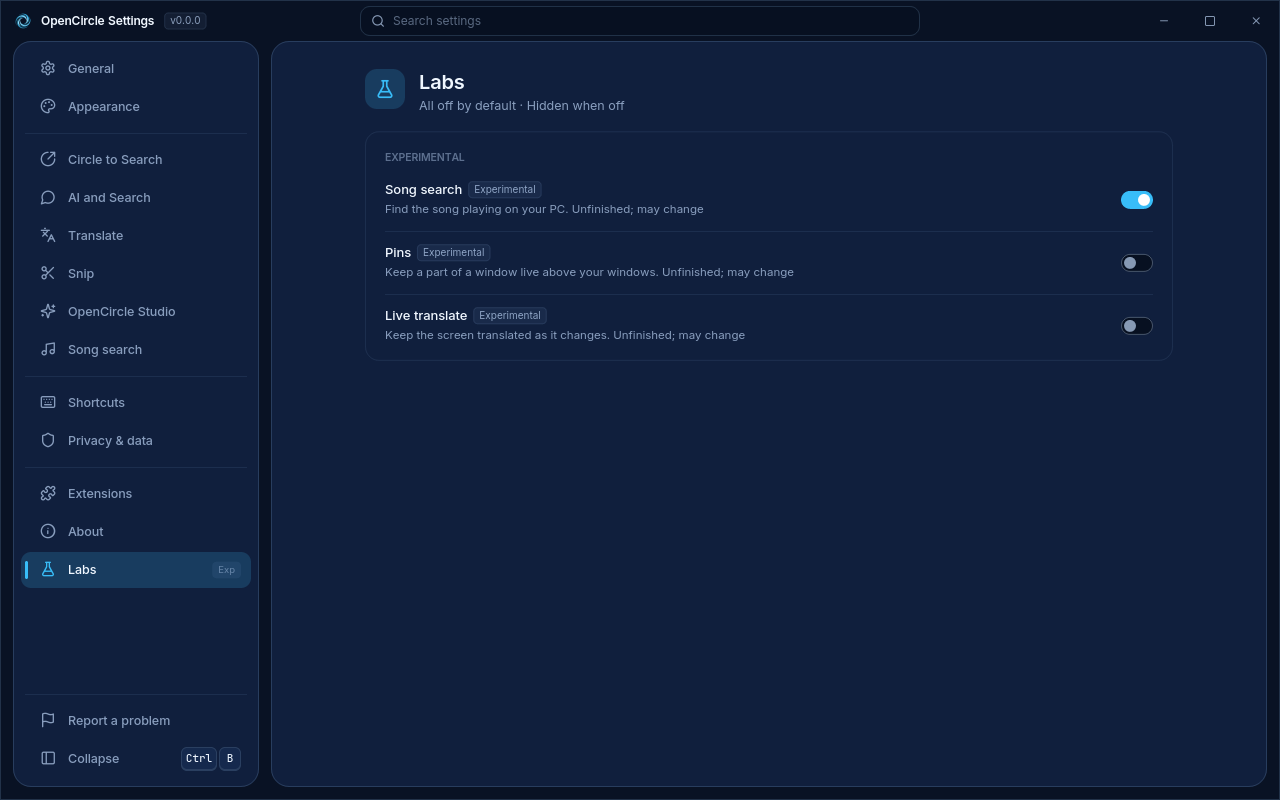 OpenCircle Settings v0.0.0
Search settings
General
Appearance
Circle to Search
AI and Search
Translate
Snip
OpenCircle Studio
Song search
Shortcuts
Privacy & data
Extensions
About
Labs Exp
Report a problem
Collapse Ctrl B
Labs
All off by default · Hidden when off
EXPERIMENTAL
Song search Experimental
Find the song playing on your PC. Unfinished; may change
Pins Experimental
Keep a part of a window live above your windows. Unfinished; may change
Live translate Experimental
Keep the screen translated as it changes. Unfinished; may change